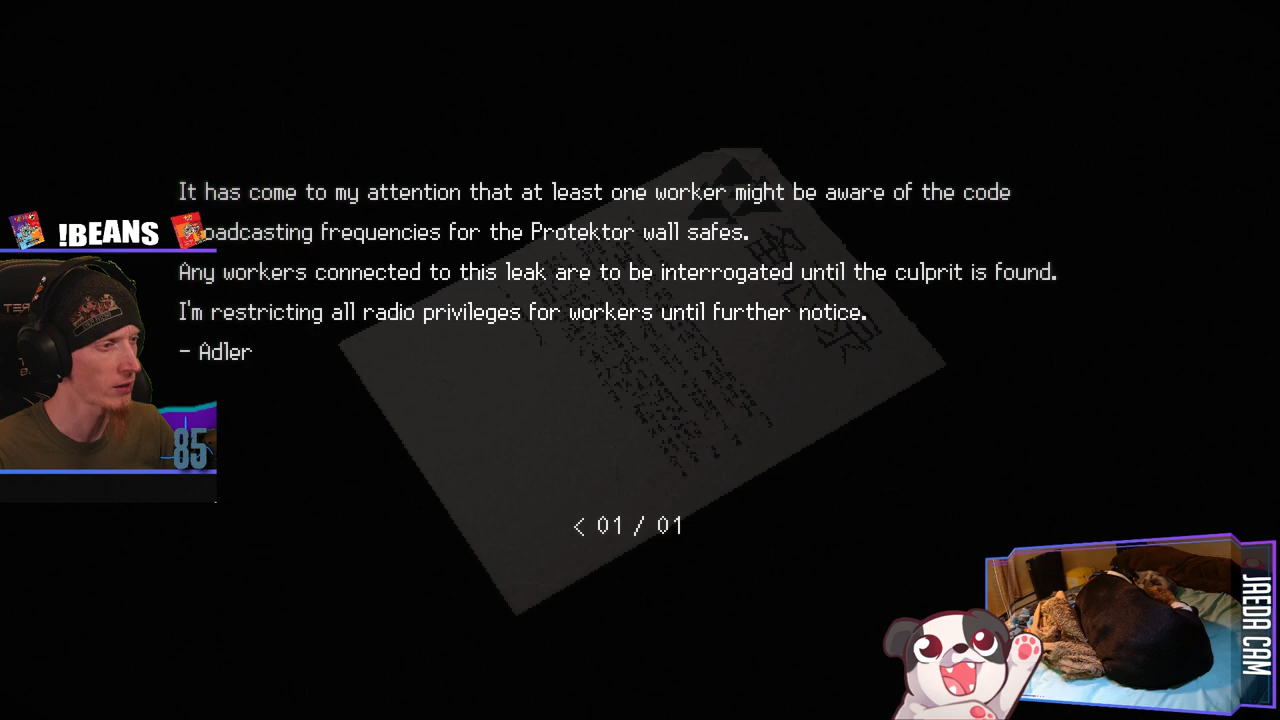 It has come to my attention that at least one worker might be aware of the code
oadcasting frequencies for the Protektor wall safes.
Any workers connected to this leak are to be interrogated until the culprit is found.
I'm restricting all radio privileges for workers until further notice.
- Adler
!BEANS
85
< 01 / 01
JAEDA CAM